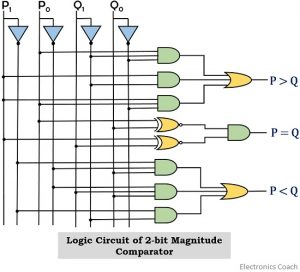 P1 P0 Q1 Q0
P > Q
P = Q
P < Q
Logic Circuit of 2-bit Magnitude
Comparator
Electronics Coach